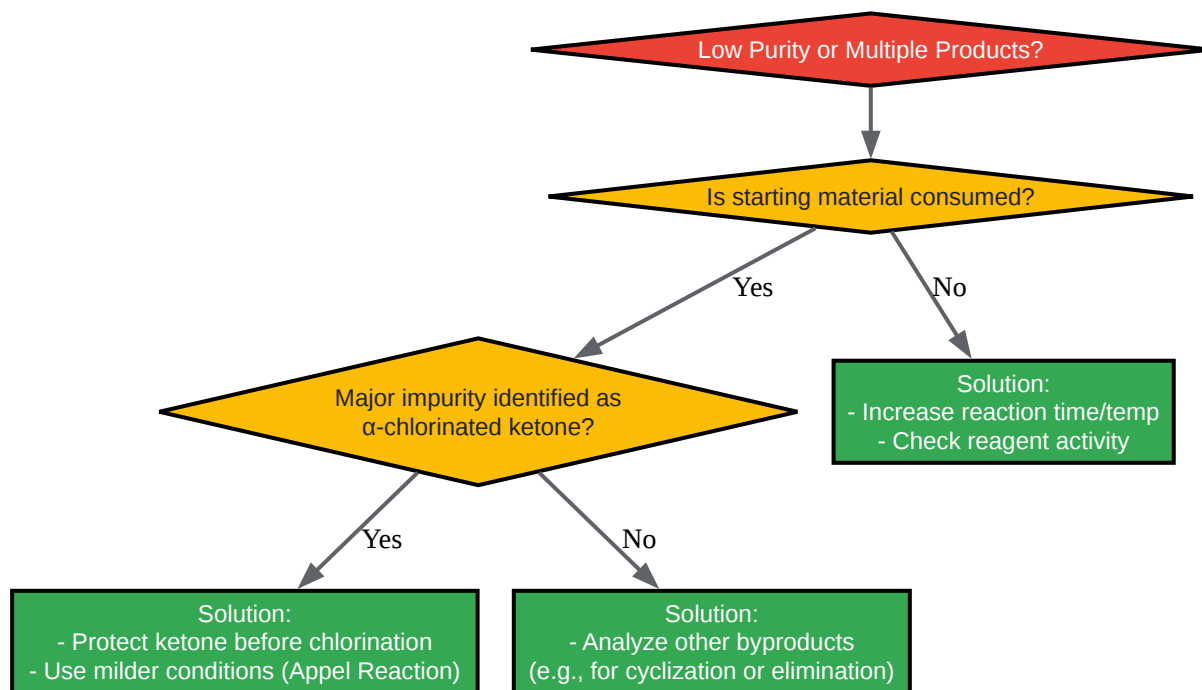 Low Purity or Multiple Products?
Is starting material consumed?
Yes
No
Major impurity identified as
α-chlorinated ketone?
Solution:
- Increase reaction time/temp
- Check reagent activity
Yes
No
Solution:
- Protect ketone before chlorination
- Use milder conditions (Appel Reaction)
Solution:
- Analyze other byproducts
(e.g., for cyclization or elimination)